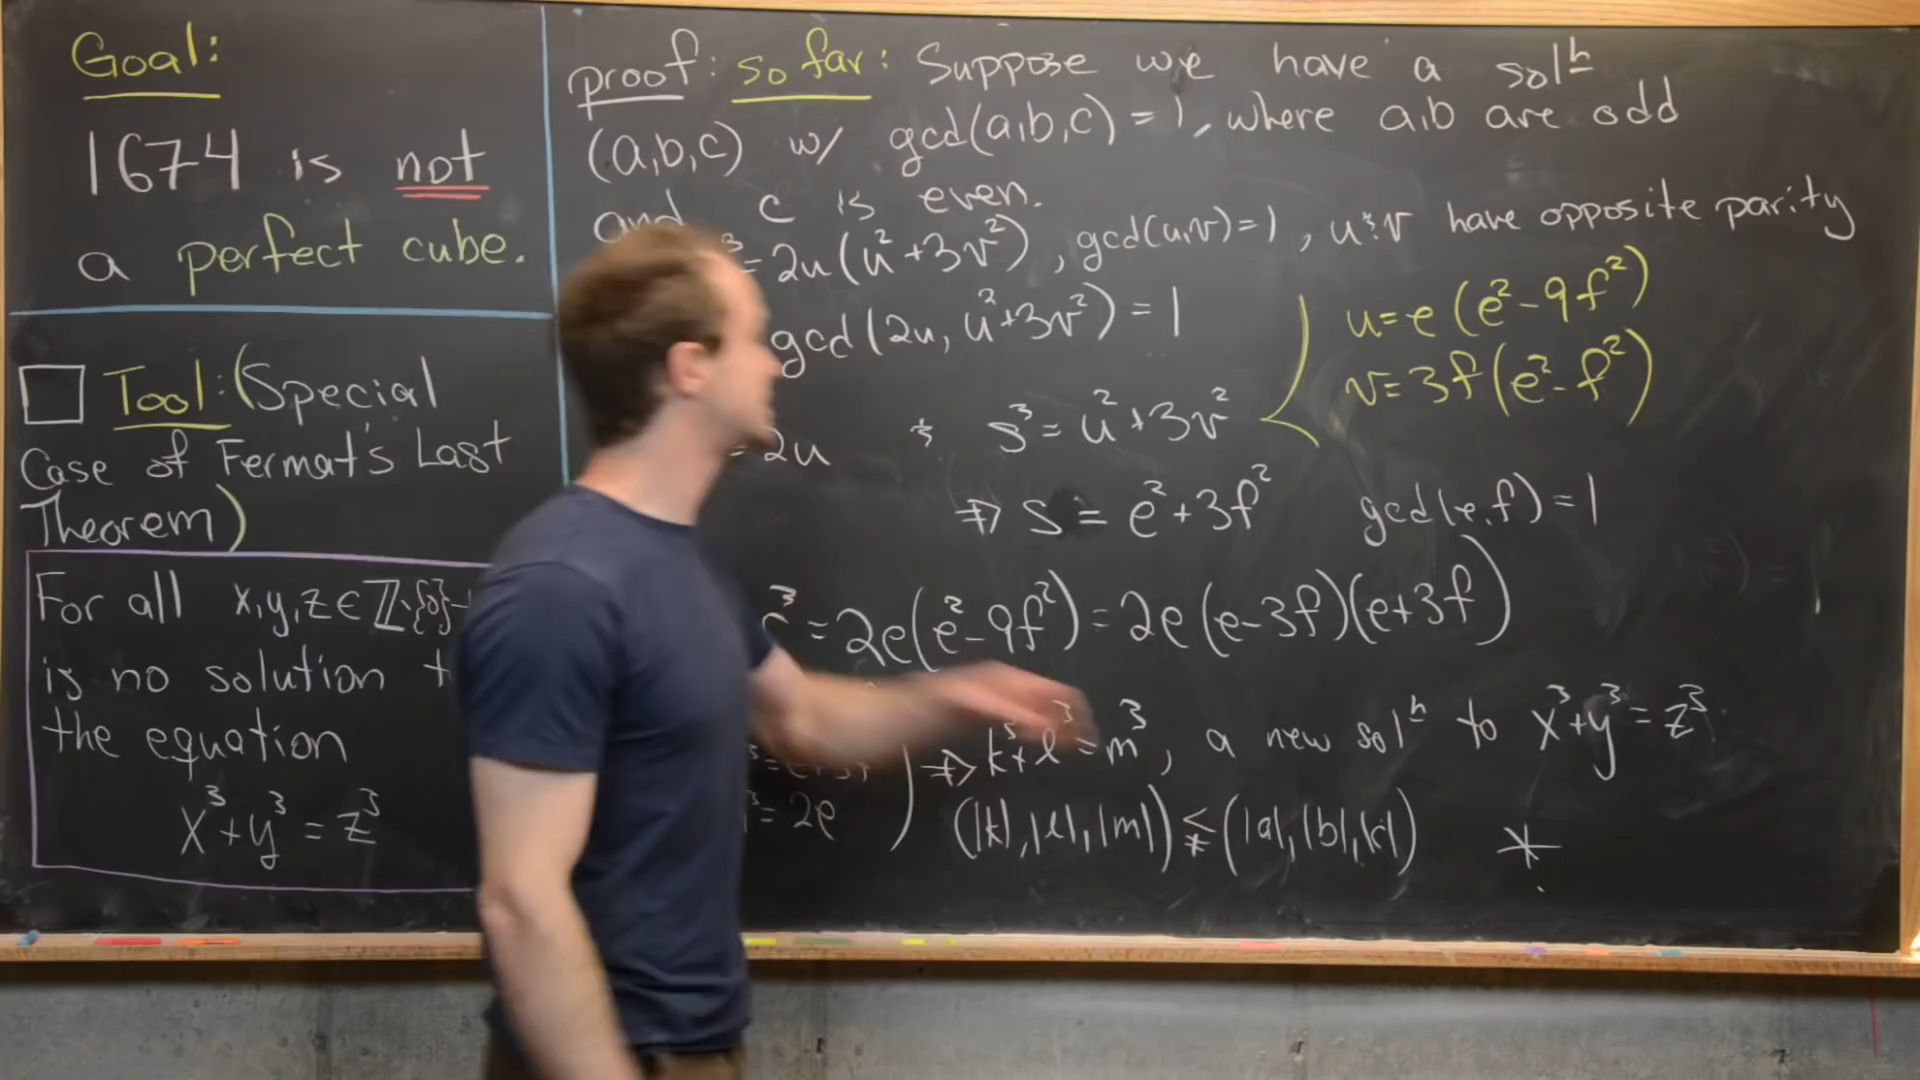 Goal:
1674 is not
a perfect cube.
Tool: (Special
Case of Fermat's Last
Theorem)
For all x,y,z ∈ ℤ∖{0}
is no solution
the equation
x³+y³=z³
proof: so far: Suppose we have a solⁿ
(a,b,c) w/ gcd(a,b,c)=1, where a,b are odd
and c is even.
³=2u(u²+3v²), gcd(u,v)=1, u & v have opposite parity
gcd(2u, u²+3v²)=1
u=e(e²-9f²)
v=3f(e²-f²)
=2u & s³=u²+3v²
⇒ s=e²+3f² gcd(e,f)=1
³=2e(e²-9f²)=2e(e-3f)(e+3f)
⇒ k³+l³=m³, a new solⁿ to x³+y³=z³
³=2e
(|k|,|l|,|m|)≨(|a|,|b|,|c|) ※